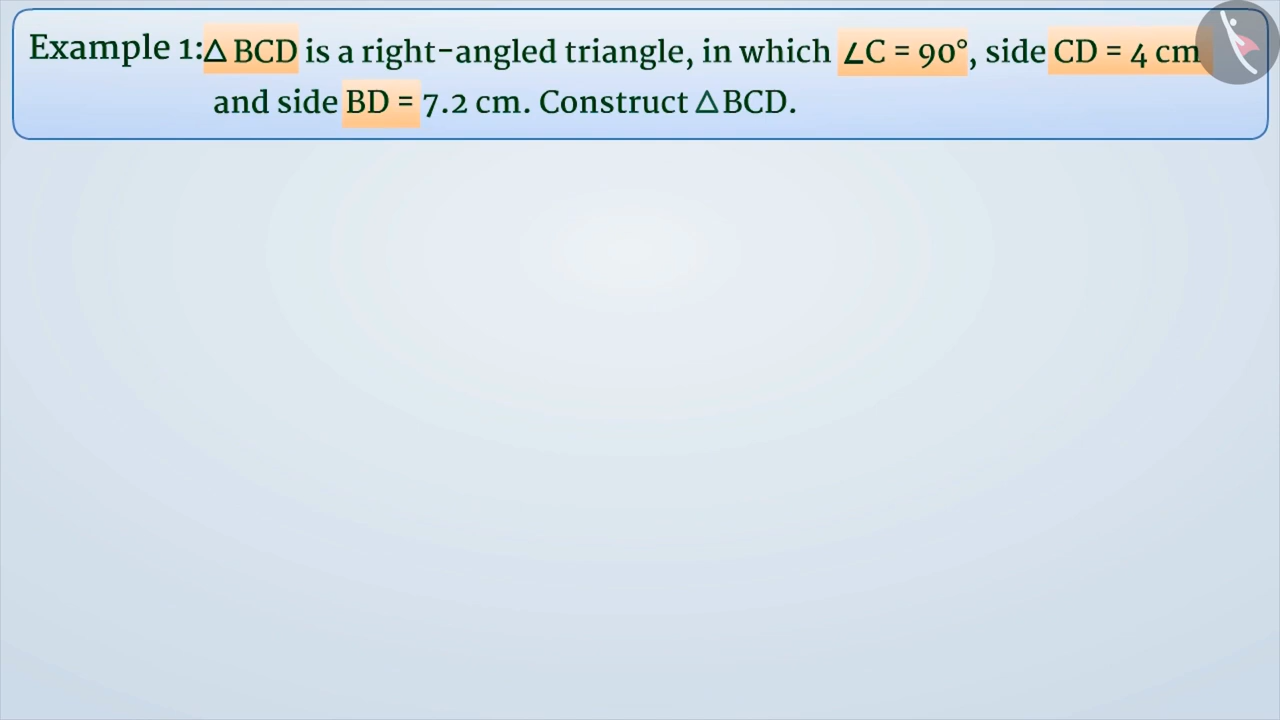 Example 1: △ BCD is a right-angled triangle, in which ∠C = 90°, side CD = 4 cm
and side BD = 7.2 cm. Construct △BCD.